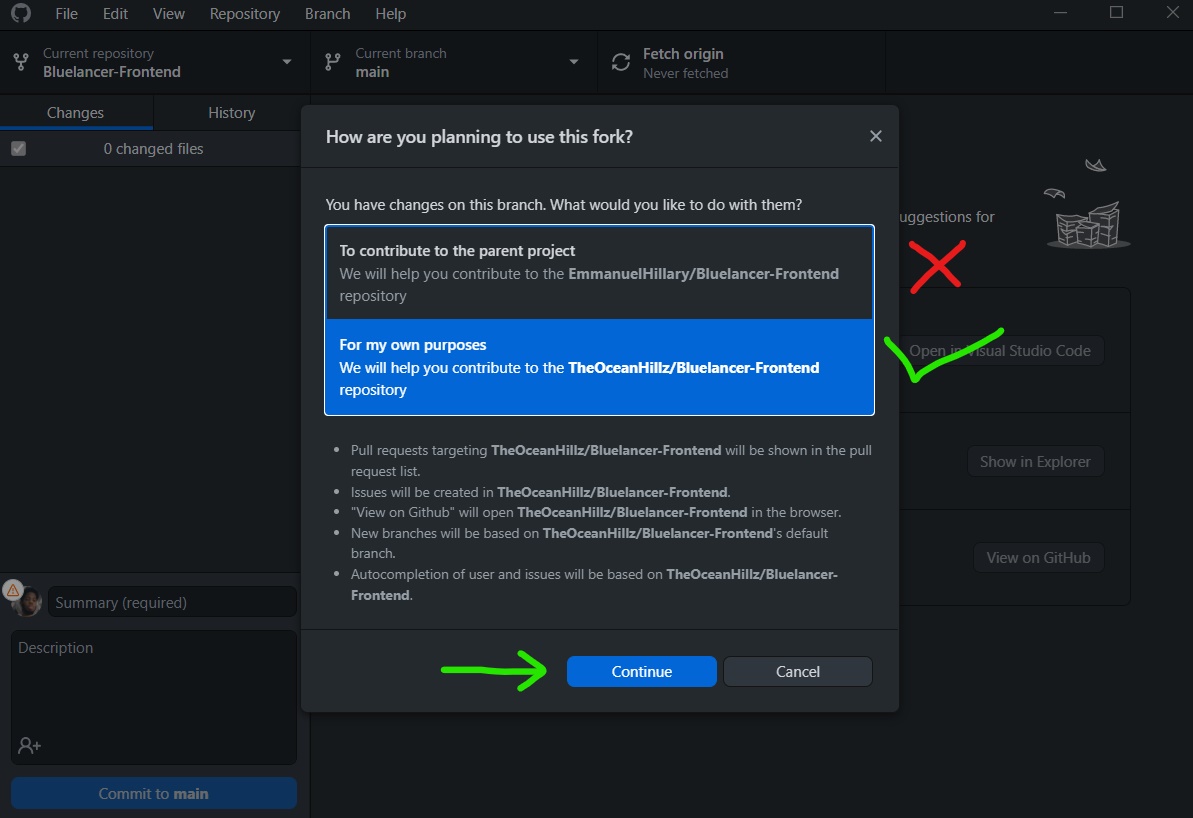 File Edit View Repository Branch Help
Current repository
Bluelancer-Frontend
Current branch
main
Fetch origin
Never fetched
Changes
History
0 changed files
How are you planning to use this fork?
You have changes on this branch. What would you like to do with them?
To contribute to the parent project
We will help you contribute to the EmmanuelHillary/Bluelancer-Frontend
repository
For my own purposes
We will help you contribute to the TheOceanHillz/Bluelancer-Frontend
repository
Pull requests targeting TheOceanHillz/Bluelancer-Frontend will be shown in the pull
request list.
Issues will be created in TheOceanHillz/Bluelancer-Frontend.
"View on Github" will open TheOceanHillz/Bluelancer-Frontend in the browser.
New branches will be based on TheOceanHillz/Bluelancer-Frontend's default
branch.
Autocompletion of user and issues will be based on TheOceanHillz/Bluelancer-
Frontend.
Continue
Cancel
uggestions for
Open in Visual Studio Code
Show in Explorer
View on GitHub
Summary (required)
Description
Commit to main